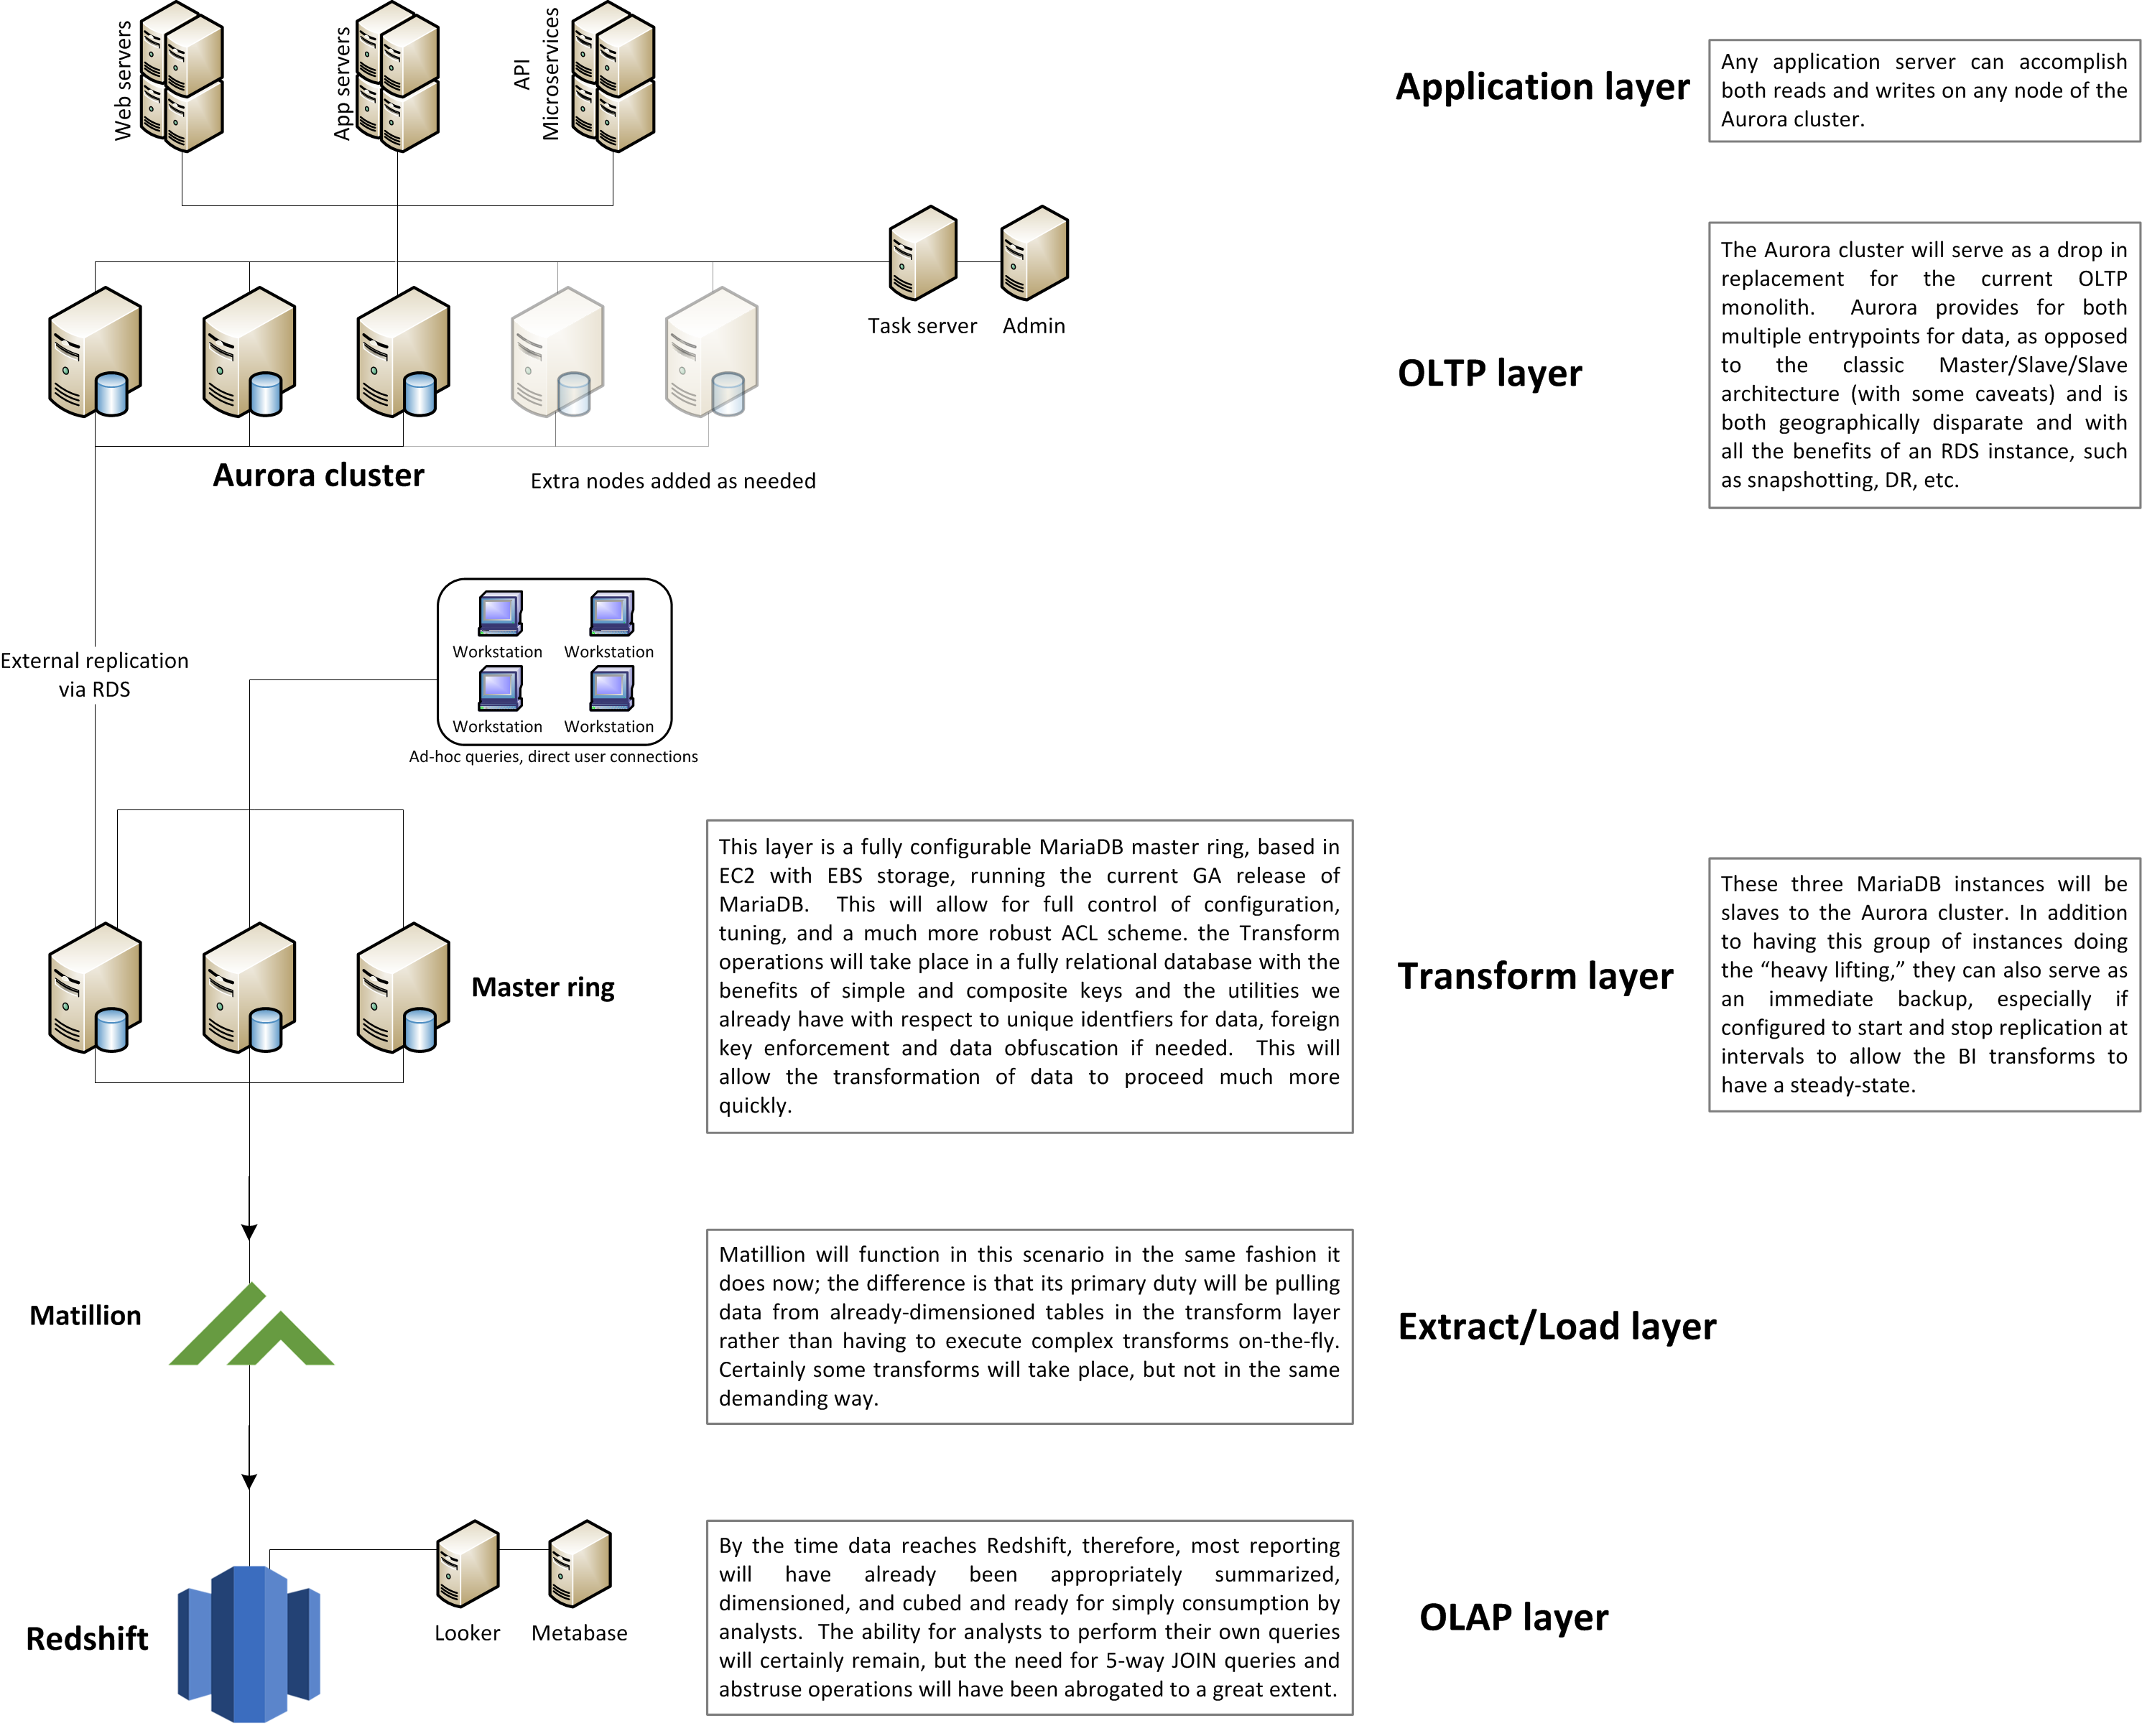 Web servers
App servers
API
Microservices
Application layer
Any application server can accomplish
both reads and writes on any node of the
Aurora cluster.
Task server
Admin
The Aurora cluster will serve as a drop in
replacement for the current OLTP
monolith. Aurora provides for both
multiple entrypoints for data, as opposed
to the classic Master/Slave/Slave
architecture (with some caveats) and is
both geographically disparate and with
all the benefits of an RDS instance, such
as snapshotting, DR, etc.
OLTP layer
Aurora cluster
Extra nodes added as needed
External replication
via RDS
Workstation
Workstation
Workstation
Workstation
Ad-hoc queries, direct user connections
Master ring
This layer is a fully configurable MariaDB master ring, based in
EC2 with EBS storage, running the current GA release of
MariaDB. This will allow for full control of configuration,
tuning, and a much more robust ACL scheme. the Transform
operations will take place in a fully relational database with the
benefits of simple and composite keys and the utilities we
already have with respect to unique identfiers for data, foreign
key enforcement and data obfuscation if needed. This will
allow the transformation of data to proceed much more
quickly.
Transform layer
These three MariaDB instances will be
slaves to the Aurora cluster. In addition
to having this group of instances doing
the “heavy lifting,” they can also serve as
an immediate backup, especially if
configured to start and stop replication at
intervals to allow the BI transforms to
have a steady-state.
Matillion
Matillion will function in this scenario in the same fashion it
does now; the difference is that its primary duty will be pulling
data from already-dimensioned tables in the transform layer
rather than having to execute complex transforms on-the-fly.
Certainly some transforms will take place, but not in the same
demanding way.
Extract/Load layer
Redshift
Looker
Metabase
By the time data reaches Redshift, therefore, most reporting
will have already been appropriately summarized,
dimensioned, and cubed and ready for simply consumption by
analysts. The ability for analysts to perform their own queries
will certainly remain, but the need for 5-way JOIN queries and
abstruse operations will have been abrogated to a great extent.
OLAP layer